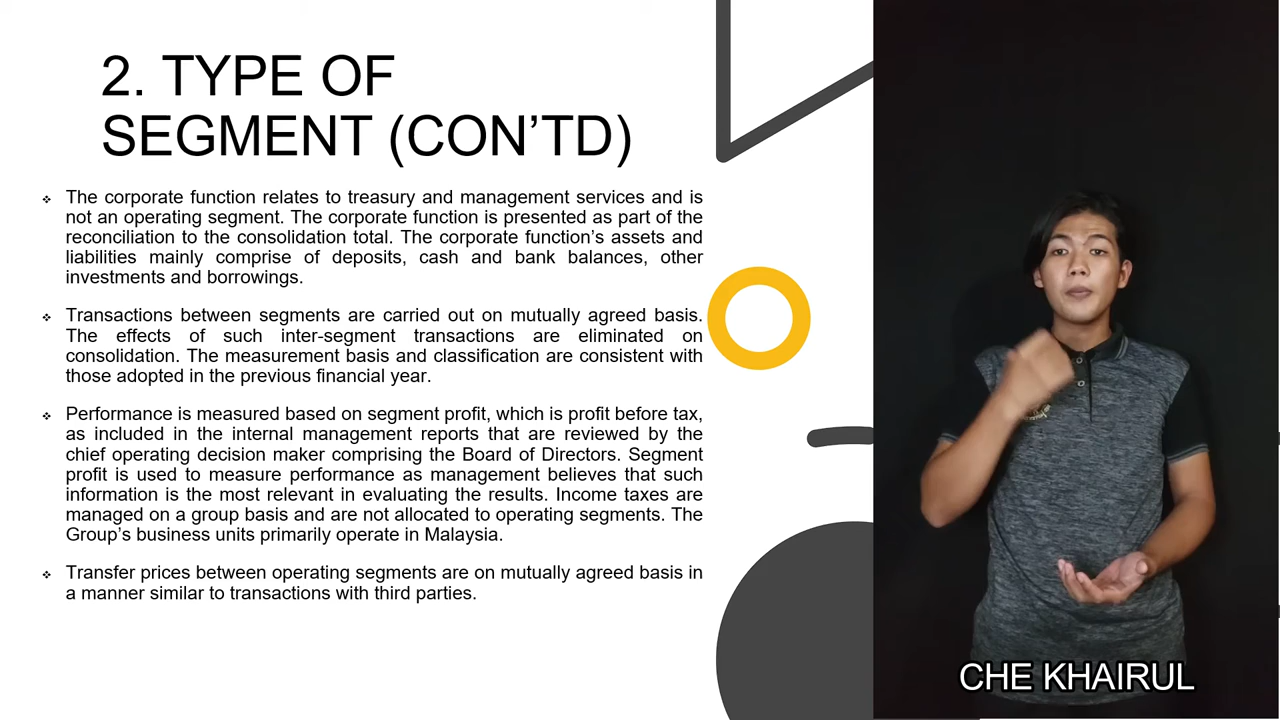 2. TYPE OF
SEGMENT (CON’TD)
The corporate function relates to treasury and management services and is
not an operating segment. The corporate function is presented as part of the
reconciliation to the consolidation total. The corporate function’s assets and
liabilities mainly comprise of deposits, cash and bank balances, other
investments and borrowings.
Transactions between segments are carried out on mutually agreed basis.
The effects of such inter-segment transactions are eliminated on
consolidation. The measurement basis and classification are consistent with
those adopted in the previous financial year.
Performance is measured based on segment profit, which is profit before tax,
as included in the internal management reports that are reviewed by the
chief operating decision maker comprising the Board of Directors. Segment
profit is used to measure performance as management believes that such
information is the most relevant in evaluating the results. Income taxes are
managed on a group basis and are not allocated to operating segments. The
Group’s business units primarily operate in Malaysia.
Transfer prices between operating segments are on mutually agreed basis in
a manner similar to transactions with third parties.
CHE KHAIRUL